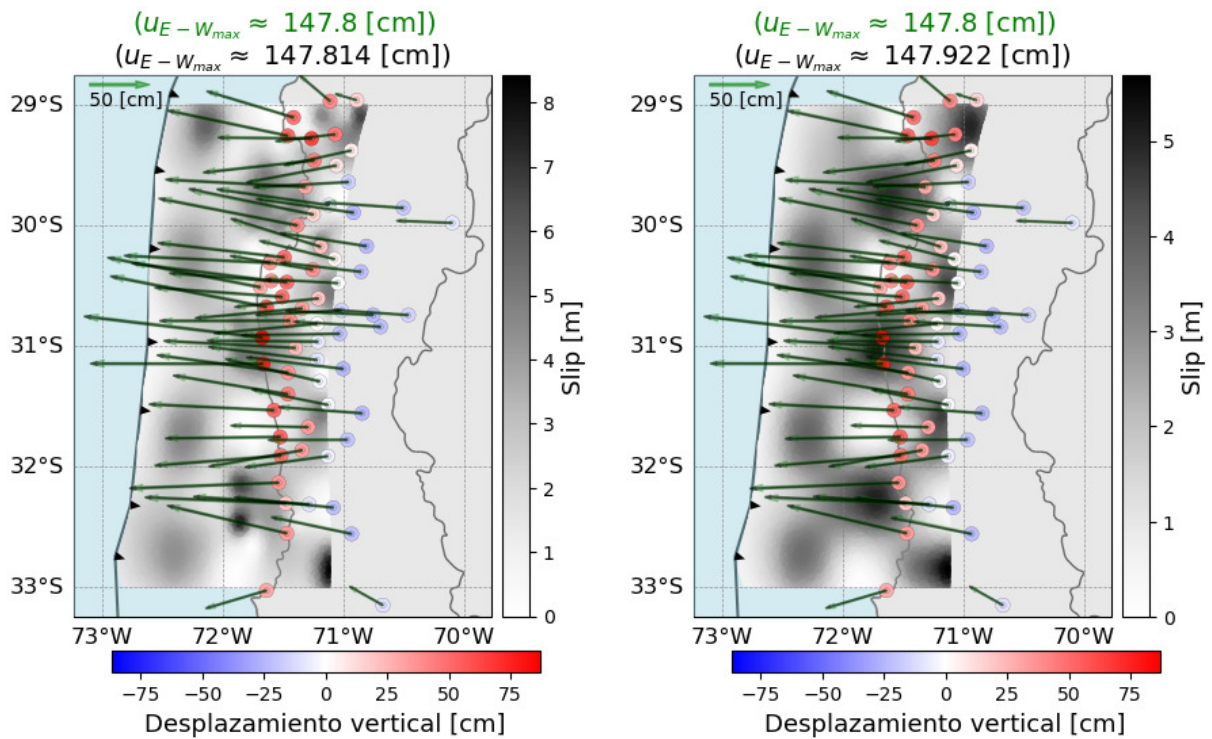 (u_{E-W_{max}} ≈ 147.8 [cm])
(u_{E-W_{max}} ≈ 147.814 [cm])
50 [cm]
29°S
30°S
31°S
32°S
33°S
73°W 72°W 71°W 70°W
8
7
6
5
4
3
2
1
0
Slip [m]
−75 −50 −25 0 25 50 75
Desplazamiento vertical [cm]
(u_{E-W_{max}} ≈ 147.8 [cm])
(u_{E-W_{max}} ≈ 147.922 [cm])
50 [cm]
29°S
30°S
31°S
32°S
33°S
73°W 72°W 71°W 70°W
5
4
3
2
1
0
Slip [m]
−75 −50 −25 0 25 50 75
Desplazamiento vertical [cm]